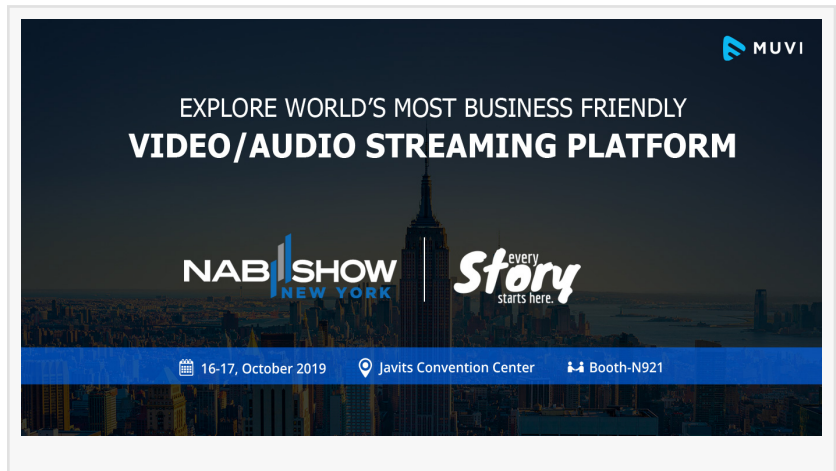 MUVI
EXPLORE WORLD'S MOST BUSINESS FRIENDLY
VIDEO/AUDIO STREAMING PLATFORM
NAB SHOW
NEW YORK
every
Story
starts here.
16-17, October 2019
Javits Convention Center
Booth-N921